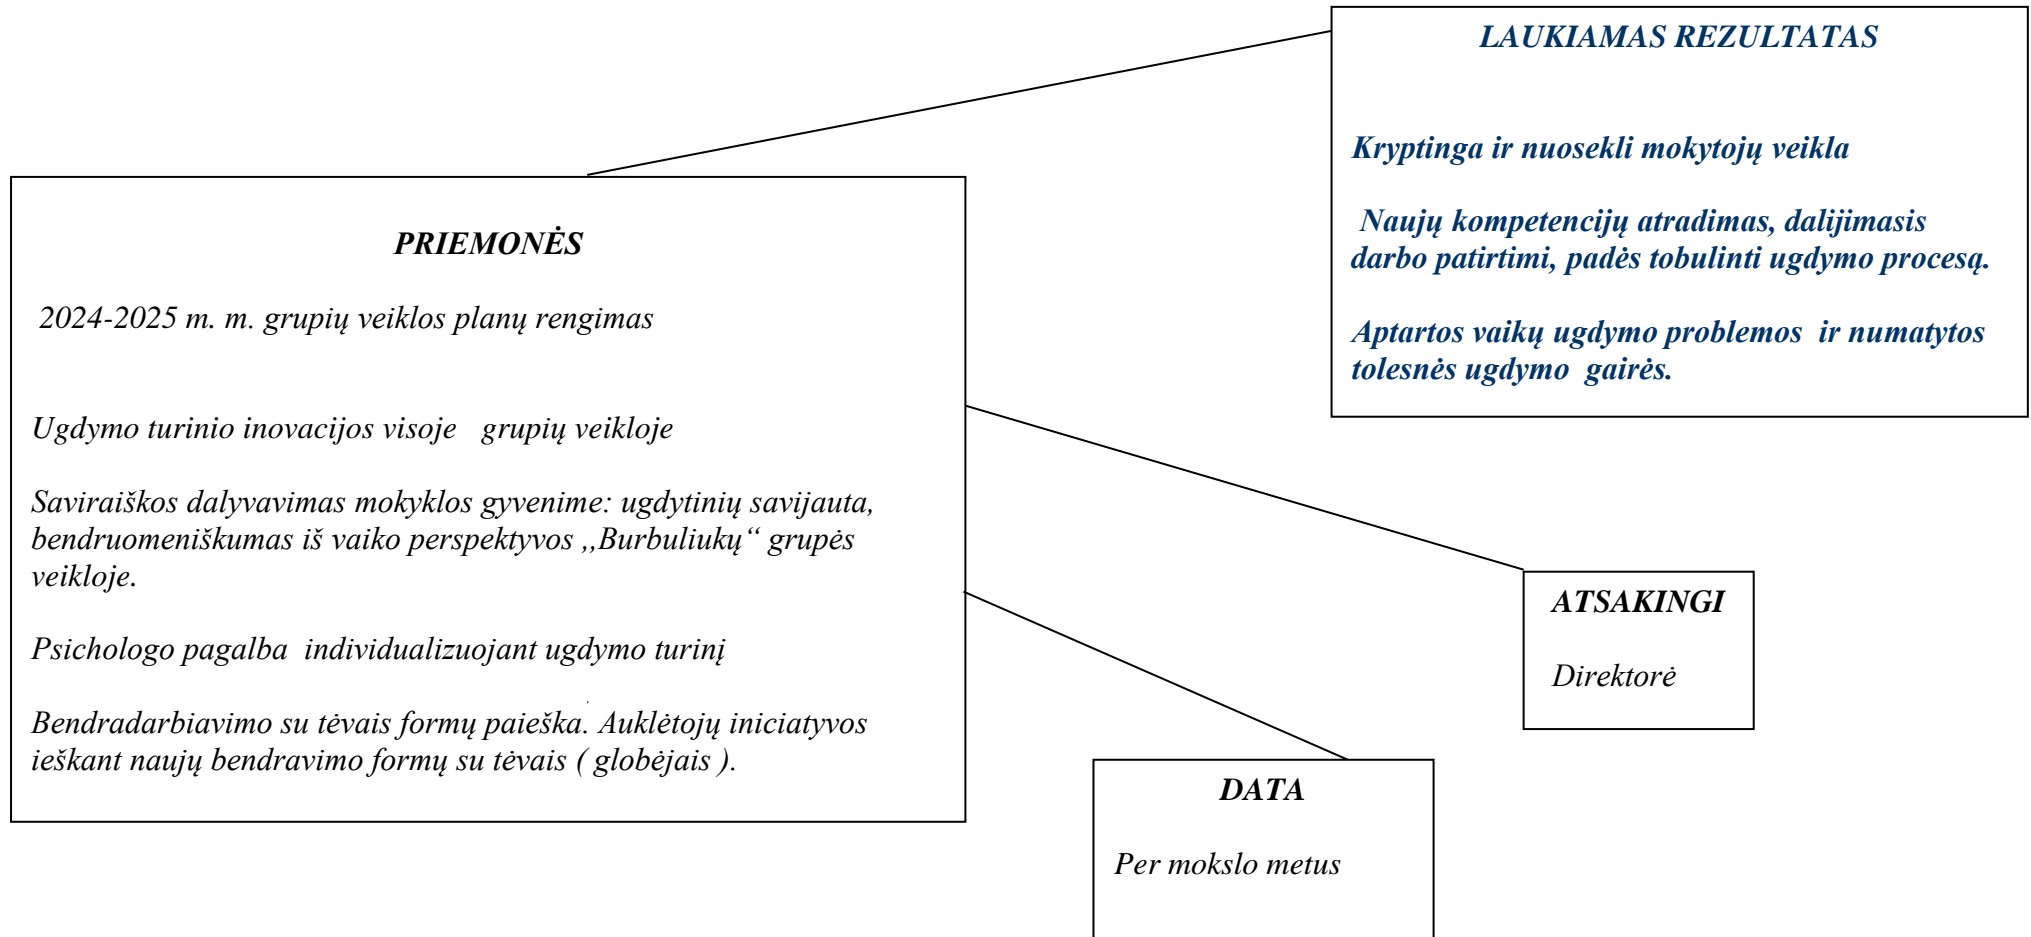 LAUKIAMAS REZULTATAS
Kryptinga ir nuosekli mokytojų veikla
Naujų kompetencijų atradimas, dalijimasis
darbo patirtimi, padės tobulinti ugdymo procesą.
Aptartos vaikų ugdymo problemos ir numatytos
tolesnės ugdymo gairės.
PRIEMONĖS
2024-2025 m. m. grupių veiklos planų rengimas
Ugdymo turinio inovacijos visoje grupių veikloje
Saviraiškos dalyvavimas mokyklos gyvenime: ugdytinių savijauta,
bendruomeniškumas iš vaiko perspektyvos ,,Burbuliukų“ grupės
veikloje.
Psichologo pagalba individualizuojant ugdymo turinį
Bendradarbiavimo su tėvais formų paieška. Auklėtojų iniciatyvos
ieškant naujų bendravimo formų su tėvais ( globėjais ).
ATSAKINGI
Direktorė
DATA
Per mokslo metus